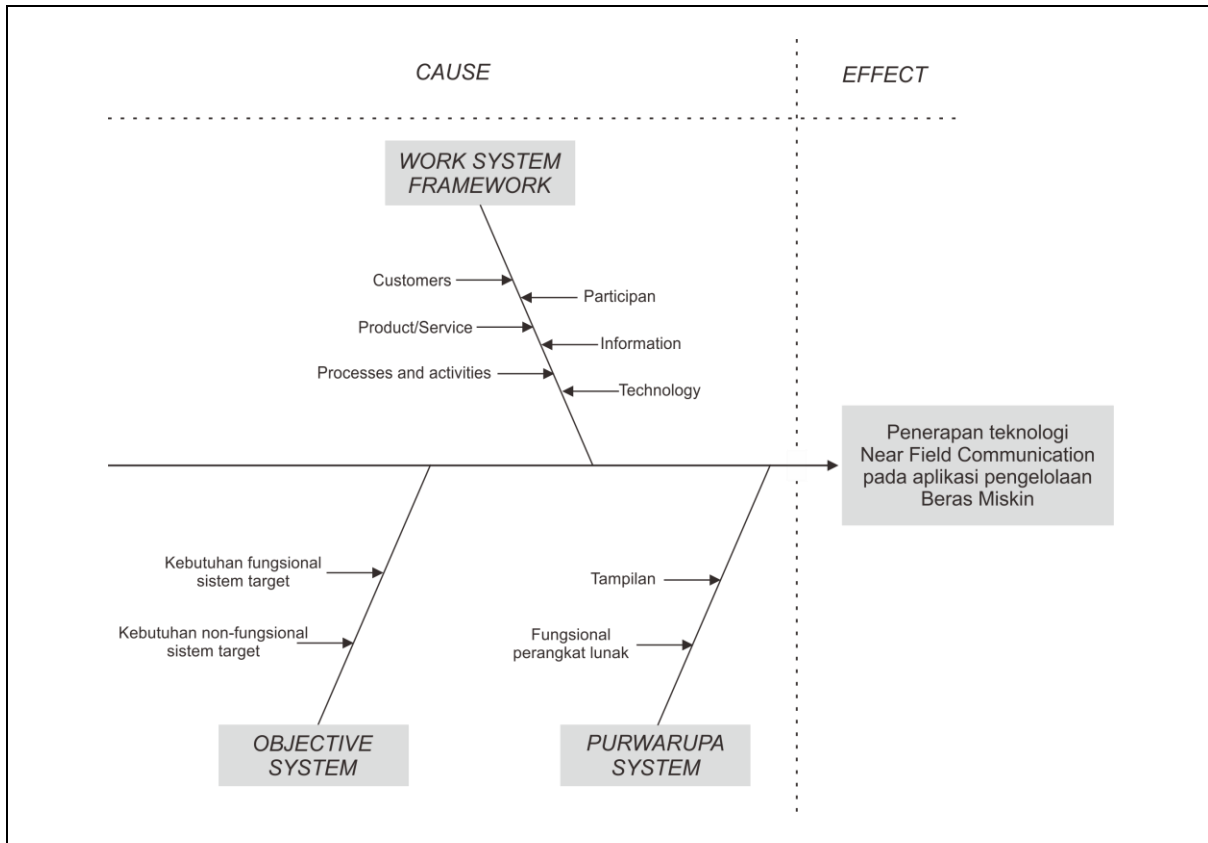 CAUSE
EFFECT
WORK SYSTEM
FRAMEWORK
Customers
Participan
Product/Service
Information
Processes and activities
Technology
Penerapan teknologi
Near Field Communication
pada aplikasi pengelolaan
Beras Miskin
Kebutuhan fungsional
sistem target
Kebutuhan non-fungsional
sistem target
Tampilan
Fungsional
perangkat lunak
OBJECTIVE
SYSTEM
PURWARUPA
SYSTEM